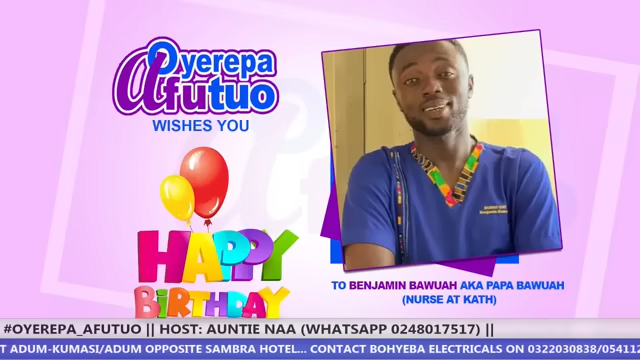 Oyerepa
afutuo
WISHES YOU
HAPPY
BiRTHDAY
TO BENJAMIN BAWUAH AKA PAPA BAWUAH
(NURSE AT KATH)
#OYEREPA_AFUTUO || HOST: AUNTIE NAA (WHATSAPP 0248017517) ||
T ADUM-KUMASI/ADUM OPPOSITE SAMBRA HOTEL... CONTACT BOHYEBA ELECTRICALS ON 0322030838/054112